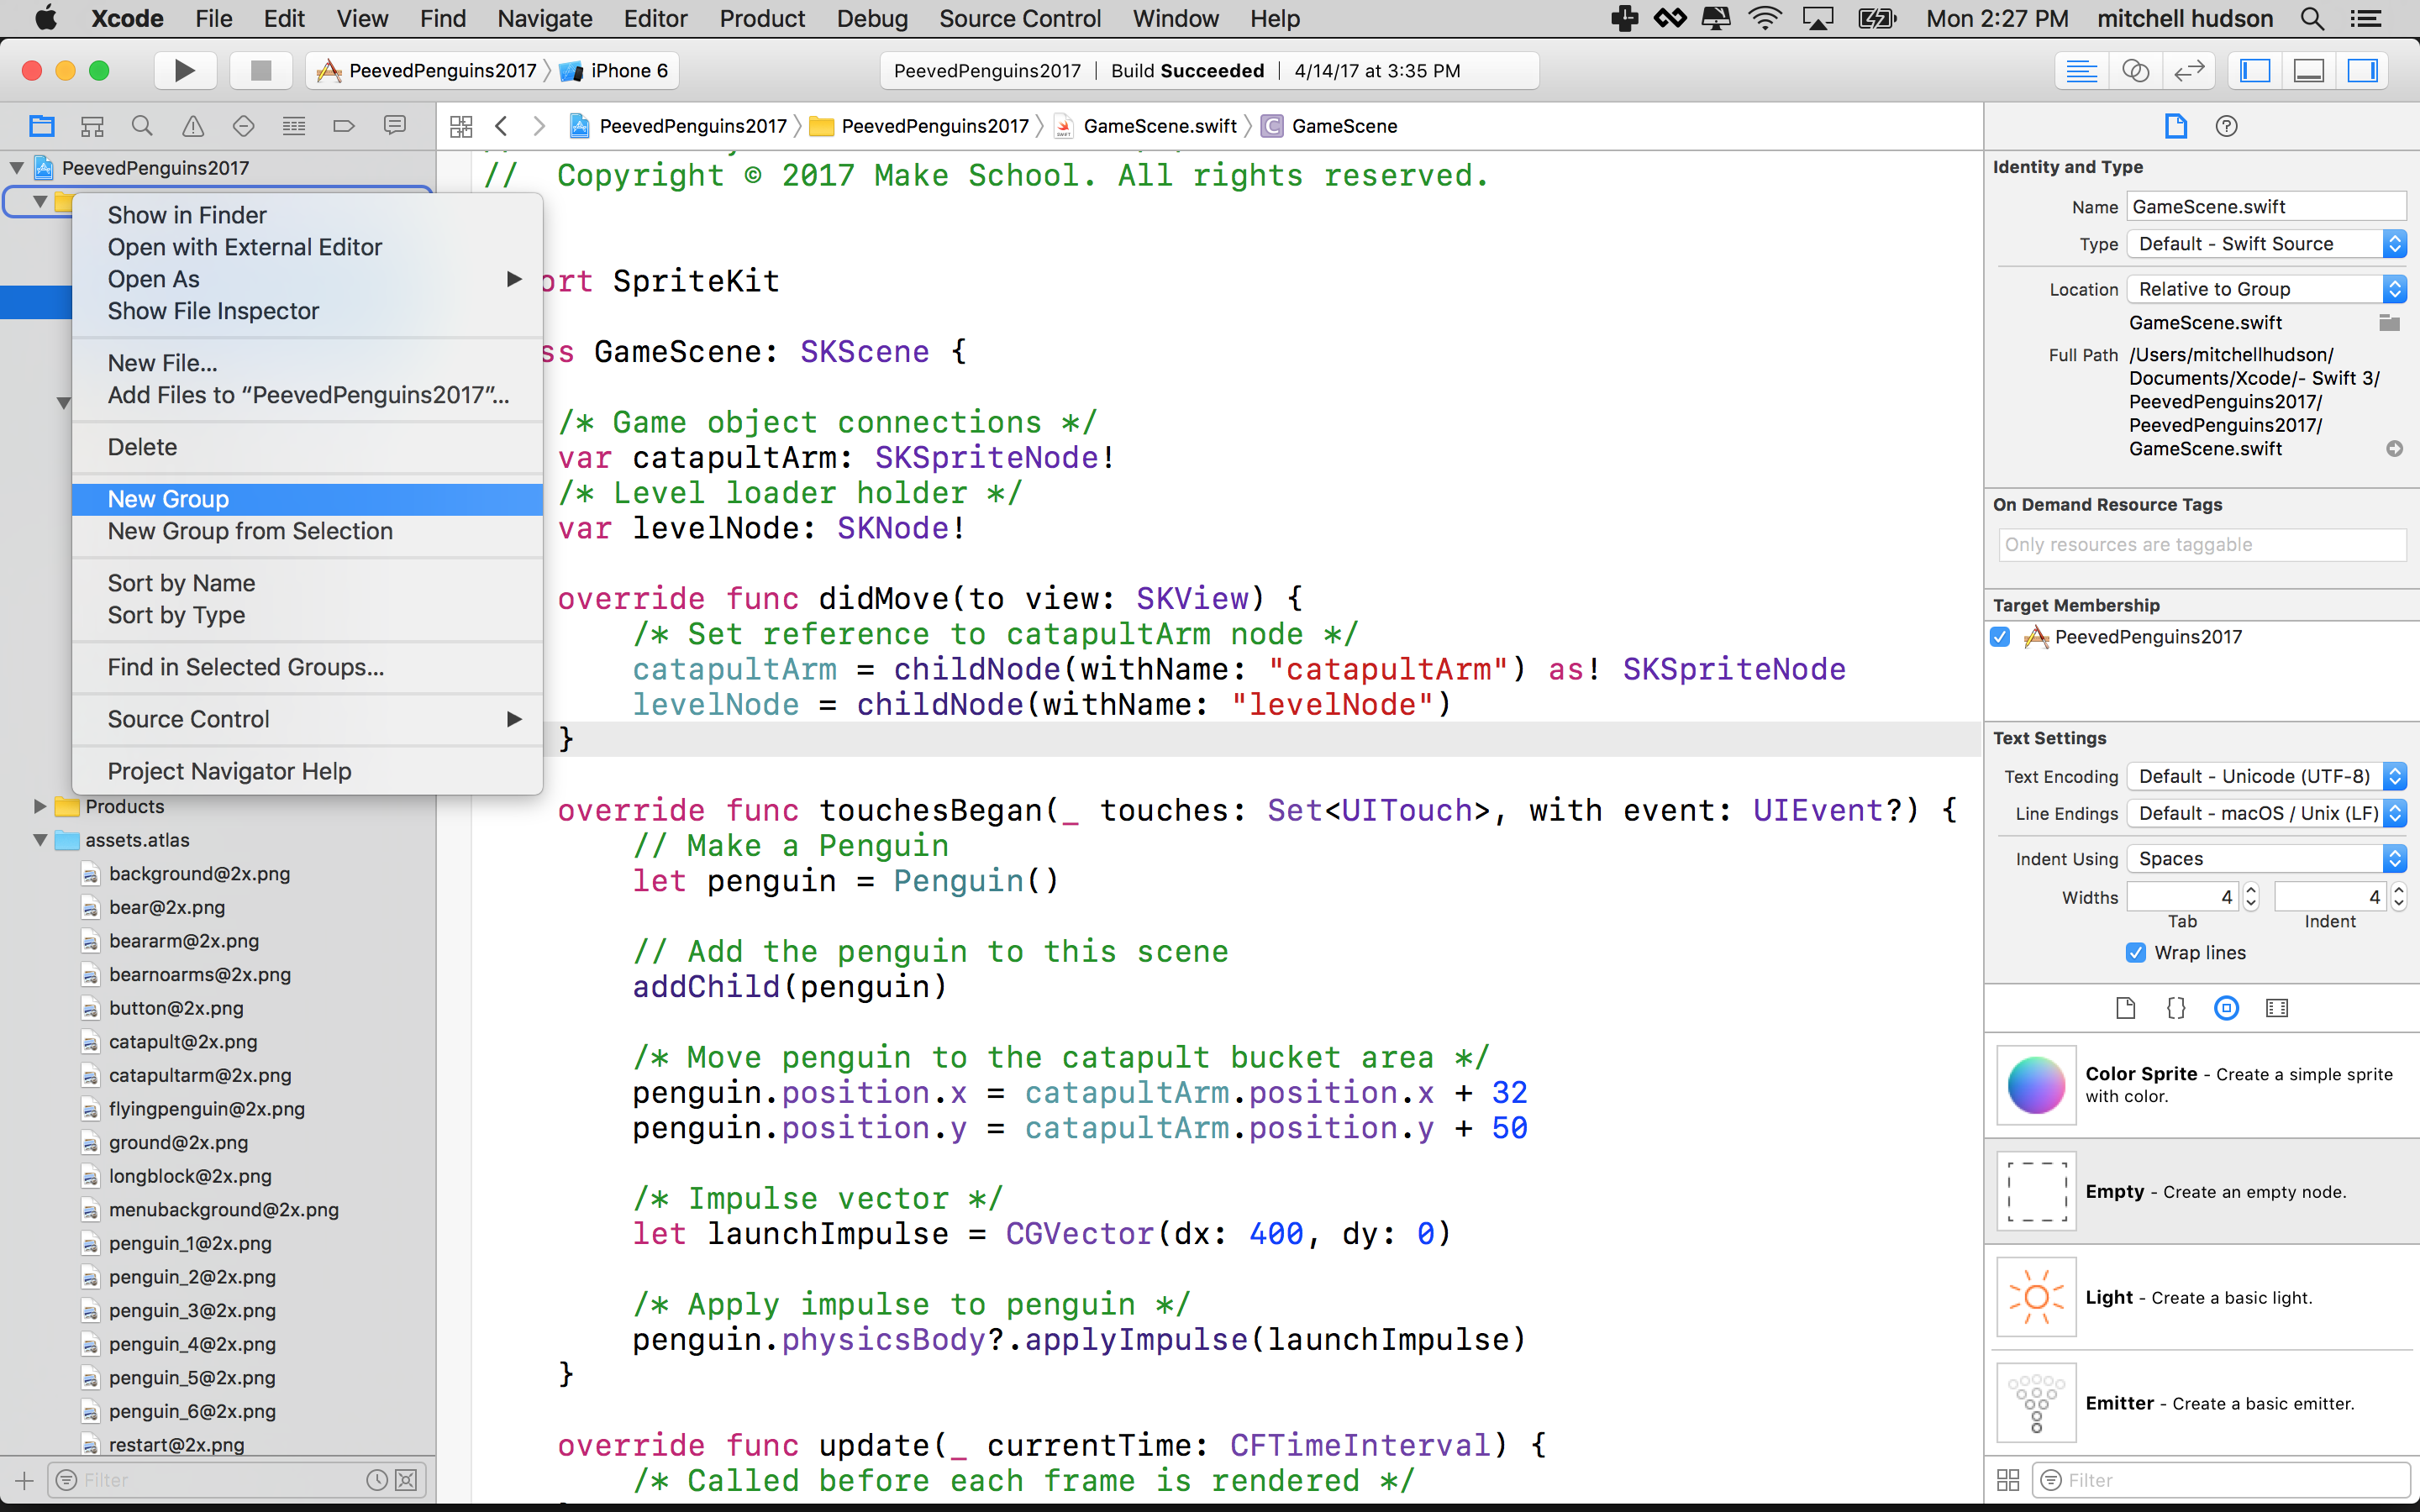 Xcode File Edit View Find Navigate Editor Product Debug Source Control Window Help Mon 2:27 PM mitchell hudson
PeevedPenguins2017 iPhone 6 PeevedPenguins2017 Build Succeeded 4/14/17 at 3:35 PM
PeevedPenguins2017 PeevedPenguins2017 GameScene.swift C GameScene
PeevedPenguins2017
Show in Finder
Open with External Editor
Open As
Show File Inspector
New File...
Add Files to “PeevedPenguins2017”...
Delete
New Group
New Group from Selection
Sort by Name
Sort by Type
Find in Selected Groups...
Source Control
Project Navigator Help
Products
assets.atlas
background@2x.png
bear@2x.png
beararm@2x.png
bearnoarms@2x.png
button@2x.png
catapult@2x.png
catapultarm@2x.png
flyingpenguin@2x.png
ground@2x.png
longblock@2x.png
menubackground@2x.png
penguin_1@2x.png
penguin_2@2x.png
penguin_3@2x.png
penguin_4@2x.png
penguin_5@2x.png
penguin_6@2x.png
restart@2x.png
Filter
// Copyright © 2017 Make School. All rights reserved.
ort SpriteKit
ss GameScene: SKScene {
/* Game object connections */
var catapultArm: SKSpriteNode!
/* Level loader holder */
var levelNode: SKNode!
override func didMove(to view: SKView) {
/* Set reference to catapultArm node */
catapultArm = childNode(withName: "catapultArm") as! SKSpriteNode
levelNode = childNode(withName: "levelNode")
}
override func touchesBegan(_ touches: Set<UITouch>, with event: UIEvent?) {
// Make a Penguin
let penguin = Penguin()
// Add the penguin to this scene
addChild(penguin)
/* Move penguin to the catapult bucket area */
penguin.position.x = catapultArm.position.x + 32
penguin.position.y = catapultArm.position.y + 50
/* Impulse vector */
let launchImpulse = CGVector(dx: 400, dy: 0)
/* Apply impulse to penguin */
penguin.physicsBody?.applyImpulse(launchImpulse)
}
override func update(_ currentTime: CFTimeInterval) {
/* Called before each frame is rendered */
Identity and Type
Name GameScene.swift
Type Default - Swift Source
Location Relative to Group
GameScene.swift
Full Path /Users/mitchellhudson/
Documents/Xcode/- Swift 3/
PeevedPenguins2017/
PeevedPenguins2017/
GameScene.swift
On Demand Resource Tags
Only resources are taggable
Target Membership
PeevedPenguins2017
Text Settings
Text Encoding Default - Unicode (UTF-8)
Line Endings Default - macOS / Unix (LF)
Indent Using Spaces
Widths 4 4
Tab Indent
Wrap lines
{}
Color Sprite - Create a simple sprite
with color.
Empty - Create an empty node.
Light - Create a basic light.
Emitter - Create a basic emitter.
Filter